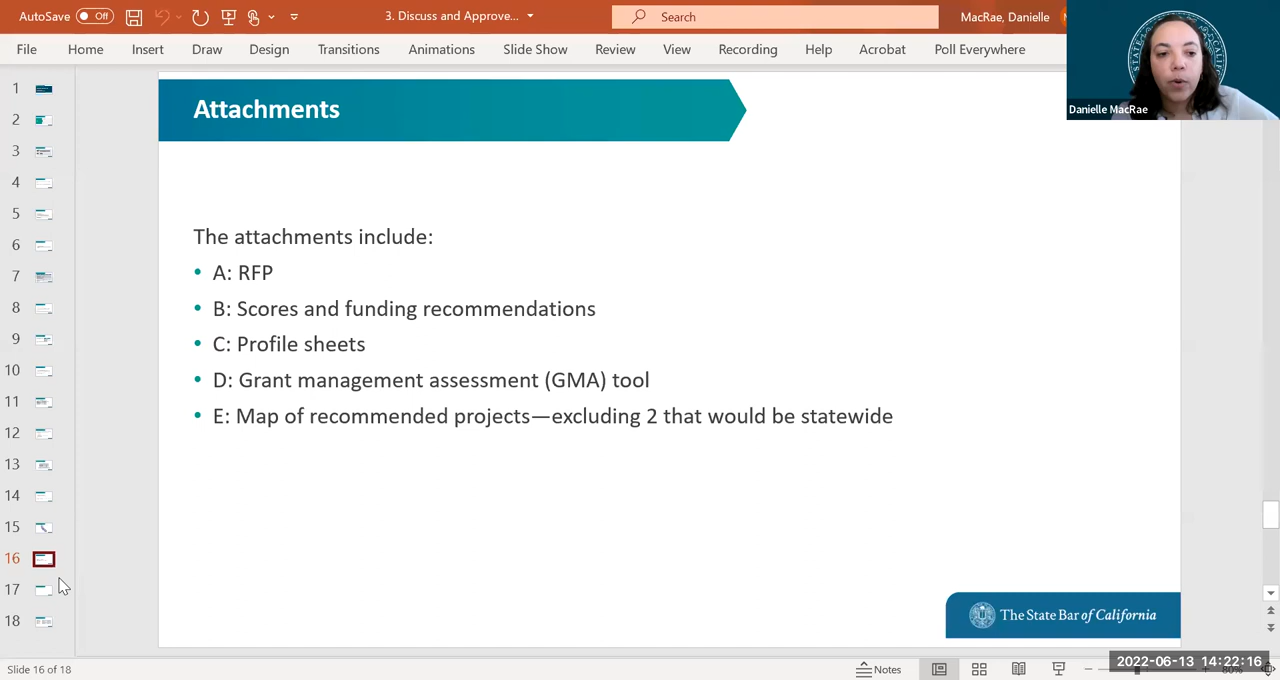 AutoSave Off 3. Discuss and Approve... Search MacRae, Danielle
File Home Insert Draw Design Transitions Animations Slide Show Review View Recording Help Acrobat Poll Everywhere
Danielle MacRae
1
2
3
4
5
6
7
8
9
10
11
12
13
14
15
16
17
18
Attachments
The attachments include:
• A: RFP
• B: Scores and funding recommendations
• C: Profile sheets
• D: Grant management assessment (GMA) tool
• E: Map of recommended projects—excluding 2 that would be statewide
The State Bar of California
Slide 16 of 18 Notes
2022-06-13 14:22:16